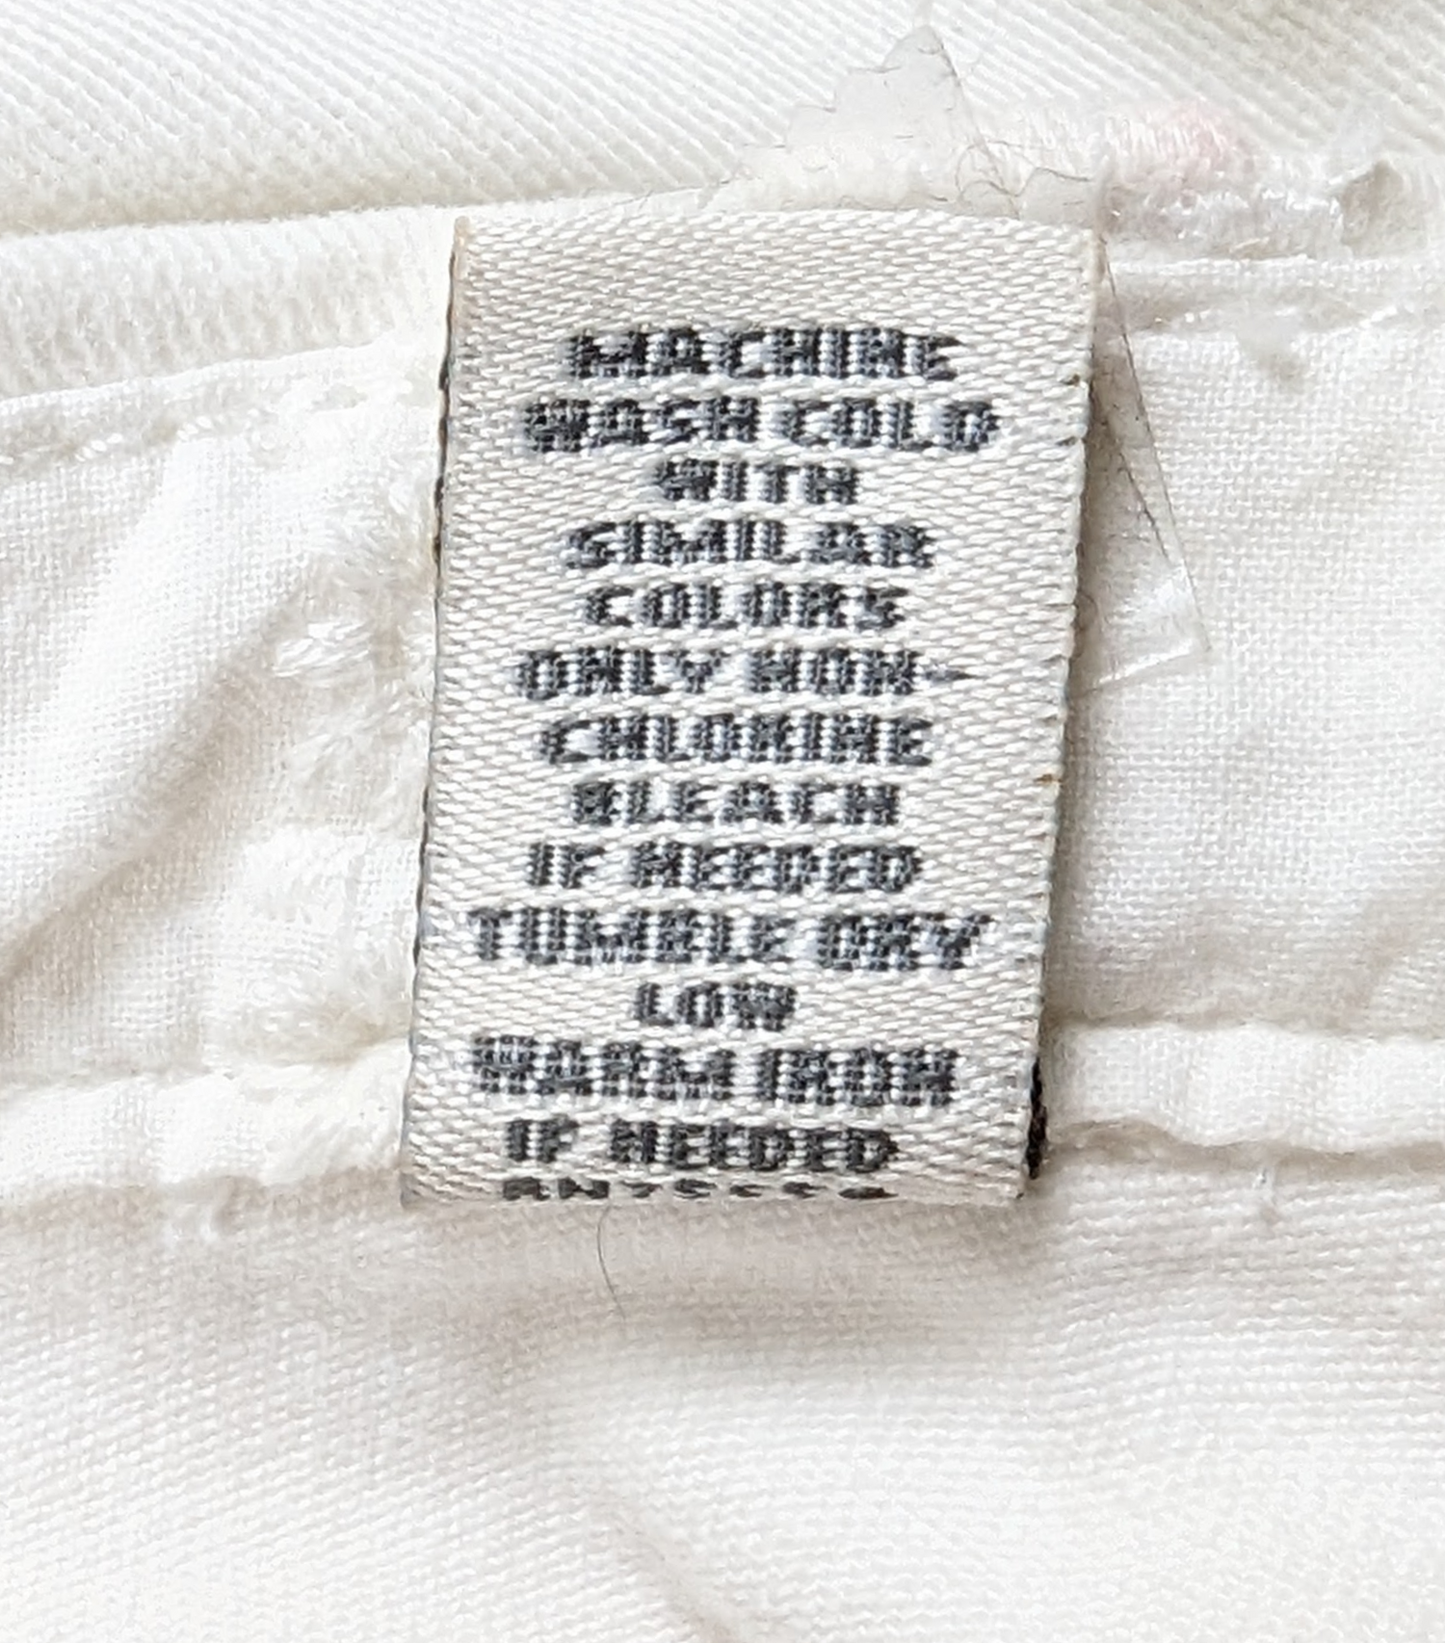 MACHINE
WASH COLD
WITH
SIMILAR
COLORS
ONLY NON-
CHLORINE
BLEACH
IF NEEDED
TUMBLE DRY
LOW
WARM IRON
IF NEEDED